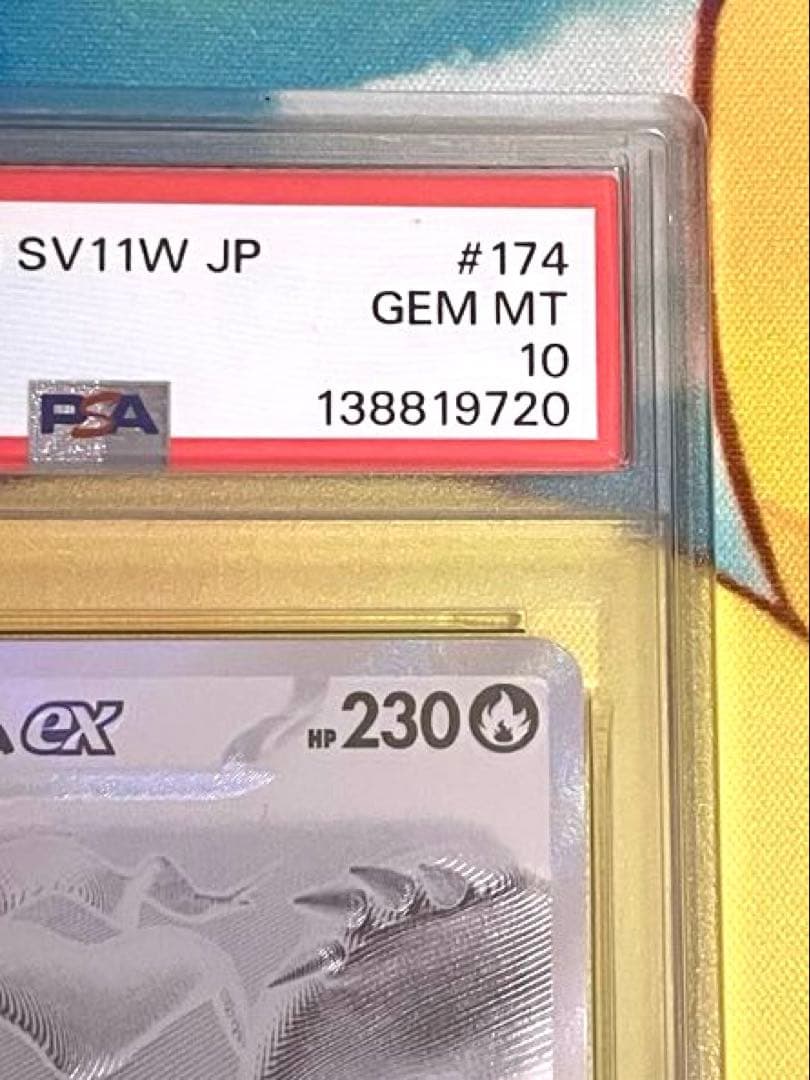 SV11W JP #174
GEM MT
10
138819720
PSA
ex HP230